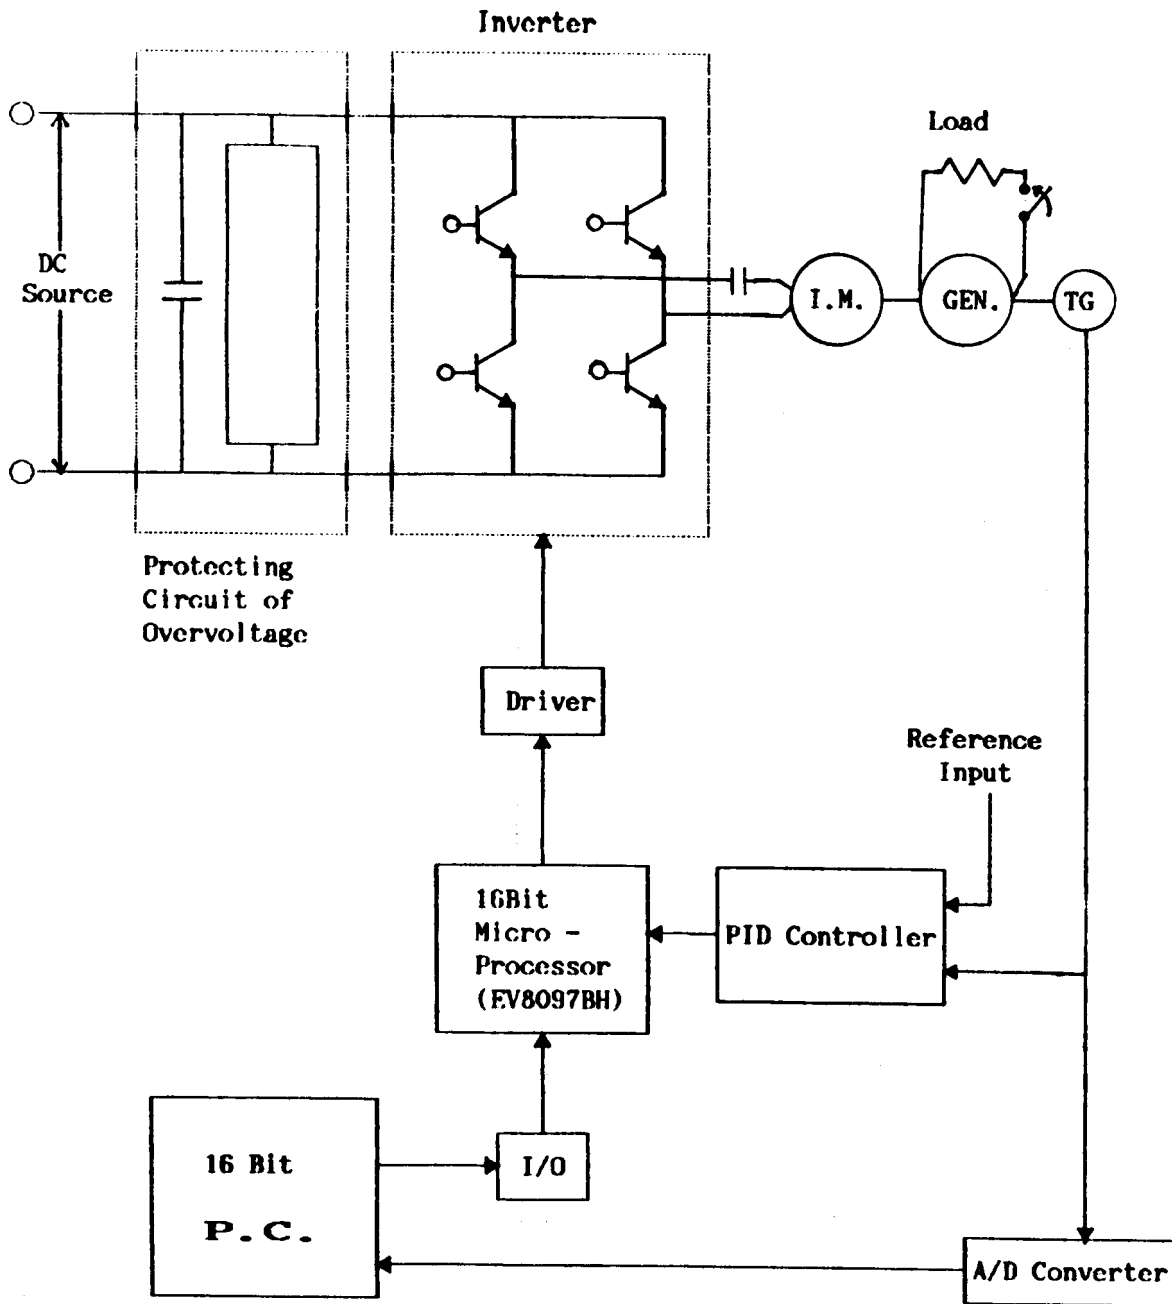 Inverter
Load
DC
Source
I.M.
GEN.
TG
Protecting
Circuit of
Overvoltage
Driver
Reference
Input
16Bit
Micro -
Processor
(EV8097BH)
PID Controller
16 Bit
P.C.
I/O
A/D Converter